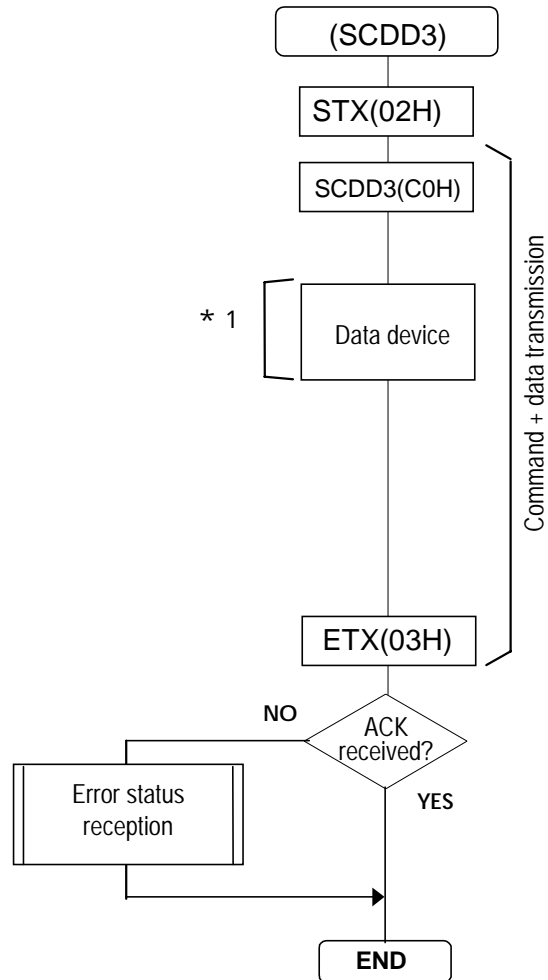 (SCDD3)
STX(02H)
SCDD3(C0H)
* 1
Data device
Command + data transmission
ETX(03H)
NO
ACK
received?
Error status
reception
YES
END